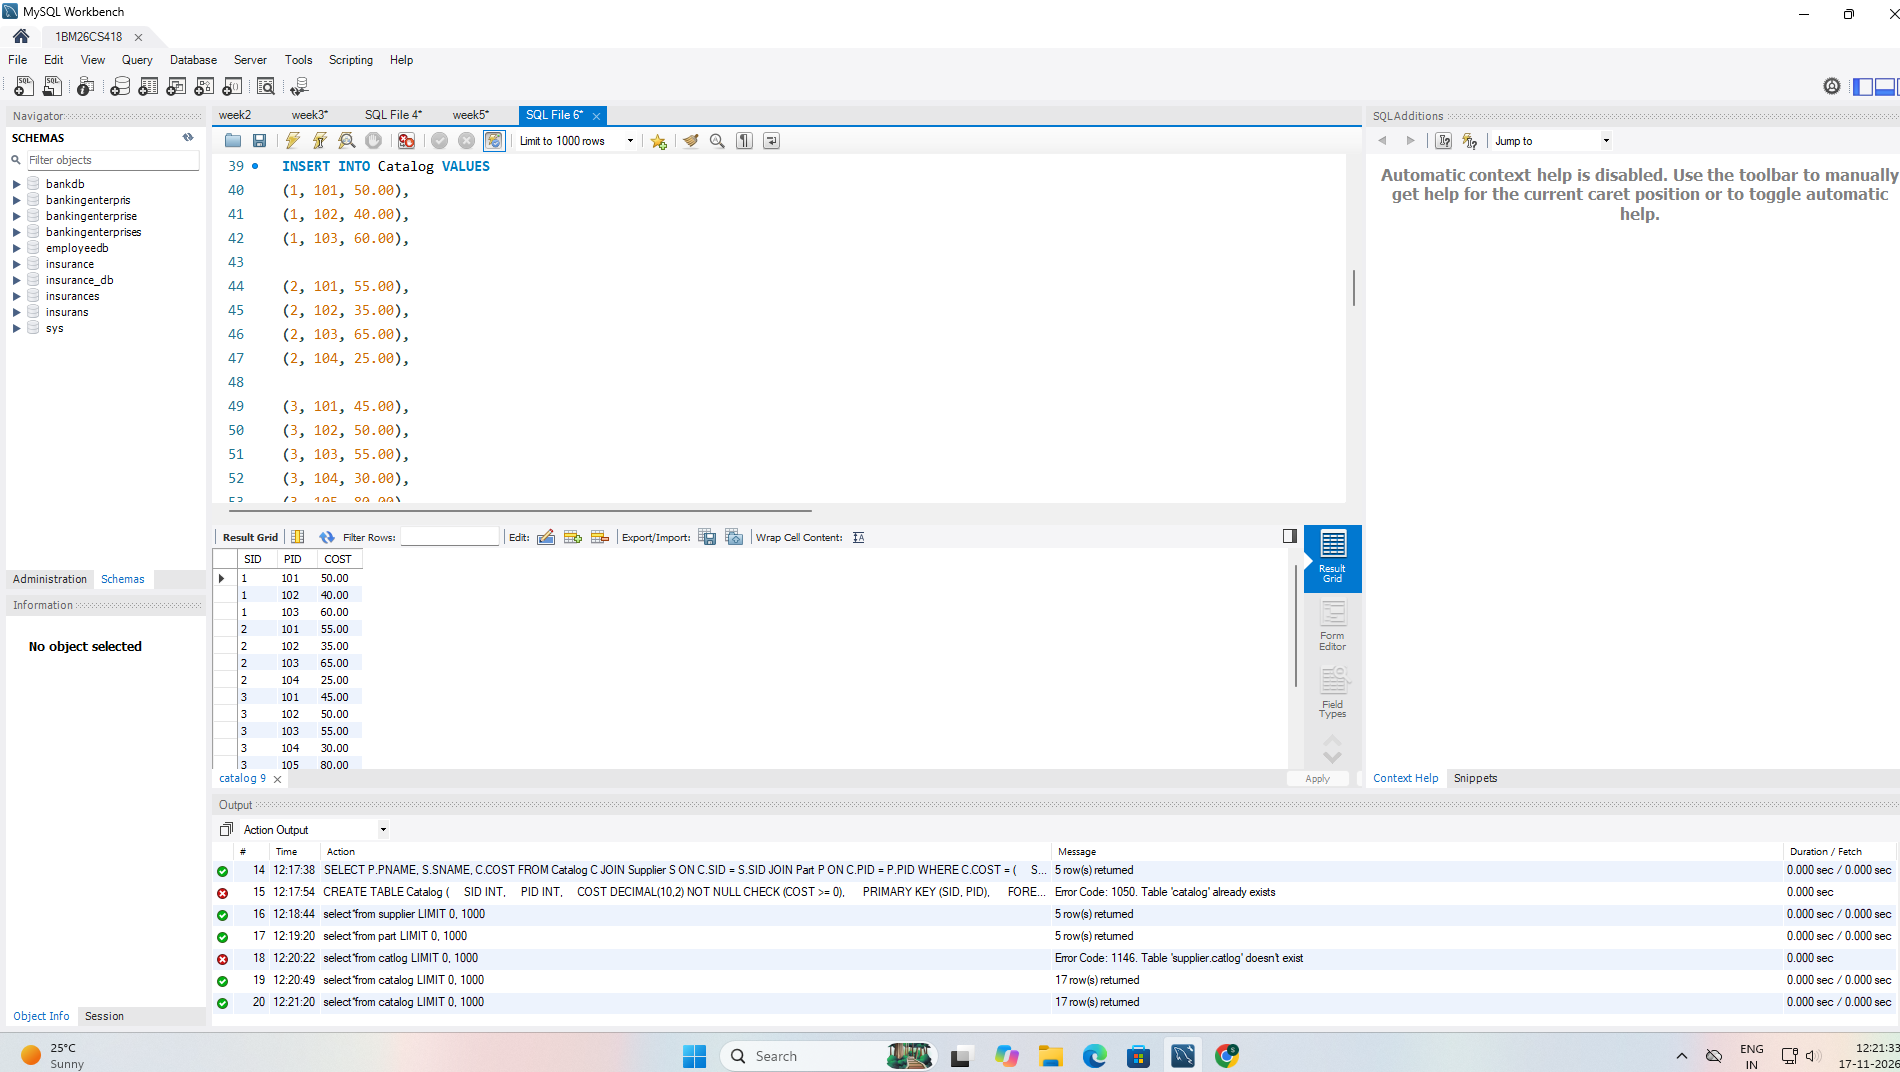 MySQL Workbench
1BM26CS418
File Edit View Query Database Server Tools Scripting Help
Navigator
SCHEMAS
Filter objects
bankdb
bankingenterpris
bankingenterprise
bankingenterprises
employeedb
insurance
insurance_db
insurances
insurans
sys
Administration Schemas
Information
No object selected
Object Info Session
week2 week3* SQL File 4* week5* SQL File 6*
Limit to 1000 rows
39 INSERT INTO Catalog VALUES
40 (1, 101, 50.00),
41 (1, 102, 40.00),
42 (1, 103, 60.00),
43
44 (2, 101, 55.00),
45 (2, 102, 35.00),
46 (2, 103, 65.00),
47 (2, 104, 25.00),
48
49 (3, 101, 45.00),
50 (3, 102, 50.00),
51 (3, 103, 55.00),
52 (3, 104, 30.00),
53 (3, 105, 80.00)
Result Grid Filter Rows: Edit: Export/Import: Wrap Cell Content:
SID PID COST
1 101 50.00
1 102 40.00
1 103 60.00
2 101 55.00
2 102 35.00
2 103 65.00
2 104 25.00
3 101 45.00
3 102 50.00
3 103 55.00
3 104 30.00
3 105 80.00
Result
Grid
Form
Editor
Field
Types
catalog 9
Apply
SQLAdditions
Jump to
Automatic context help is disabled. Use the toolbar to manually
get help for the current caret position or to toggle automatic
help.
Context Help Snippets
Output
Action Output
# Time Action Message Duration / Fetch
14 12:17:38 SELECT P.PNAME, S.SNAME, C.COST FROM Catalog C JOIN Supplier S ON C.SID = S.SID JOIN Part P ON C.PID = P.PID WHERE C.COST = ( S... 5 row(s) returned 0.000 sec / 0.000 sec
15 12:17:54 CREATE TABLE Catalog ( SID INT, PID INT, COST DECIMAL(10,2) NOT NULL CHECK (COST >= 0), PRIMARY KEY (SID, PID), FORE... Error Code: 1050. Table 'catalog' already exists 0.000 sec
16 12:18:44 select*from supplier LIMIT 0, 1000 5 row(s) returned 0.000 sec / 0.000 sec
17 12:19:20 select*from part LIMIT 0, 1000 5 row(s) returned 0.000 sec / 0.000 sec
18 12:20:22 select*from catlog LIMIT 0, 1000 Error Code: 1146. Table 'supplier.catlog' doesn't exist 0.000 sec
19 12:20:49 select*from catalog LIMIT 0, 1000 17 row(s) returned 0.000 sec / 0.000 sec
20 12:21:20 select*from catalog LIMIT 0, 1000 17 row(s) returned 0.000 sec / 0.000 sec
25°C
Sunny
Search
ENG
IN
12:21:33
17-11-2026